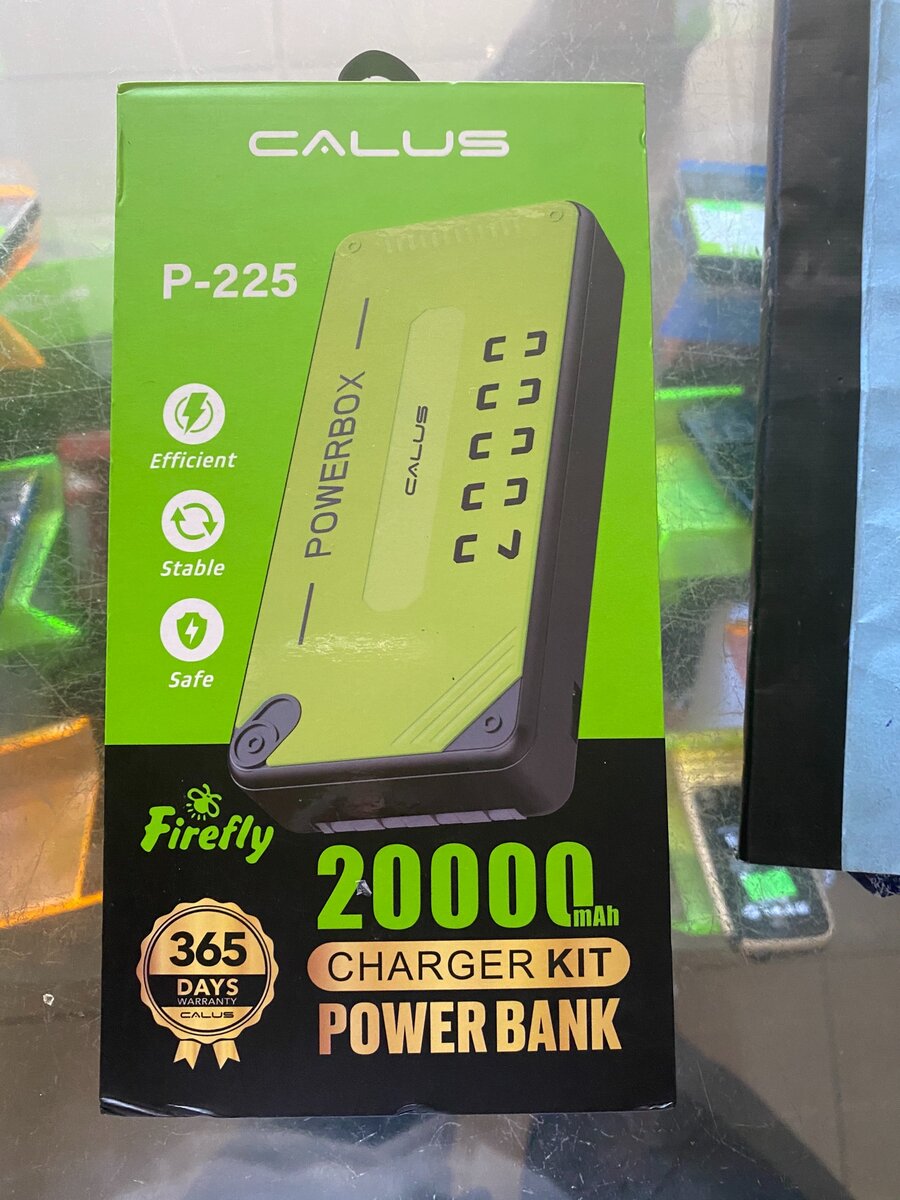 CALUS
P-225
Efficient
Stable
Safe
POWERBOX
CALUS
Firefly
20000mAh
CHARGER KIT
POWER BANK
365
DAYS
WARRANTY
CALUS